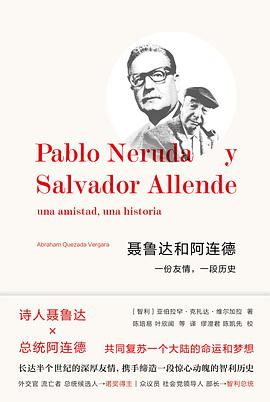 Pablo Neruda y
Salvador Allende
una amistad, una historia
Abraham Quezada Vergara
聂鲁达和阿连德
一份友情，一段历史
诗人聂鲁达
×
总统阿连德
［智利］亚伯拉罕·克扎达·维尔加拉 著
陈培易 叶欣阅 等 译 缪澄君 陈凯先 校
共同复苏一个大陆的命运和梦想
长达半个世纪的深厚友情，携手缔造一段惊心动魄的智利历史
外交官 流亡者 总统候选人→诺奖得主｜众议员 社会党领导人 部长→智利总统